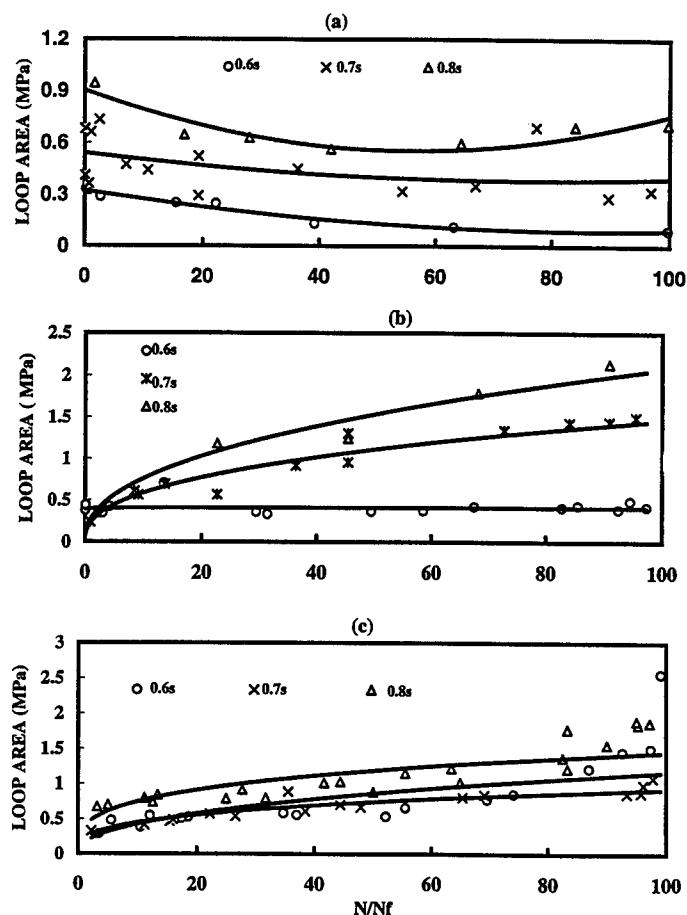 (a)
LOOP AREA (MPa)
1.2
0.9
0.6
0.3
0
0.6s 0.7s 0.8s
0 20 40 60 80 100
(b)
LOOP AREA ( MPa)
2.5
2
1.5
1
0.5
0
0.6s
0.7s
0.8s
0 20 40 60 80 100
(c)
LOOP AREA (MPa)
3
2.5
2
1.5
1
0.5
0
0.6s 0.7s 0.8s
0 20 40 60 80 100
N/Nf